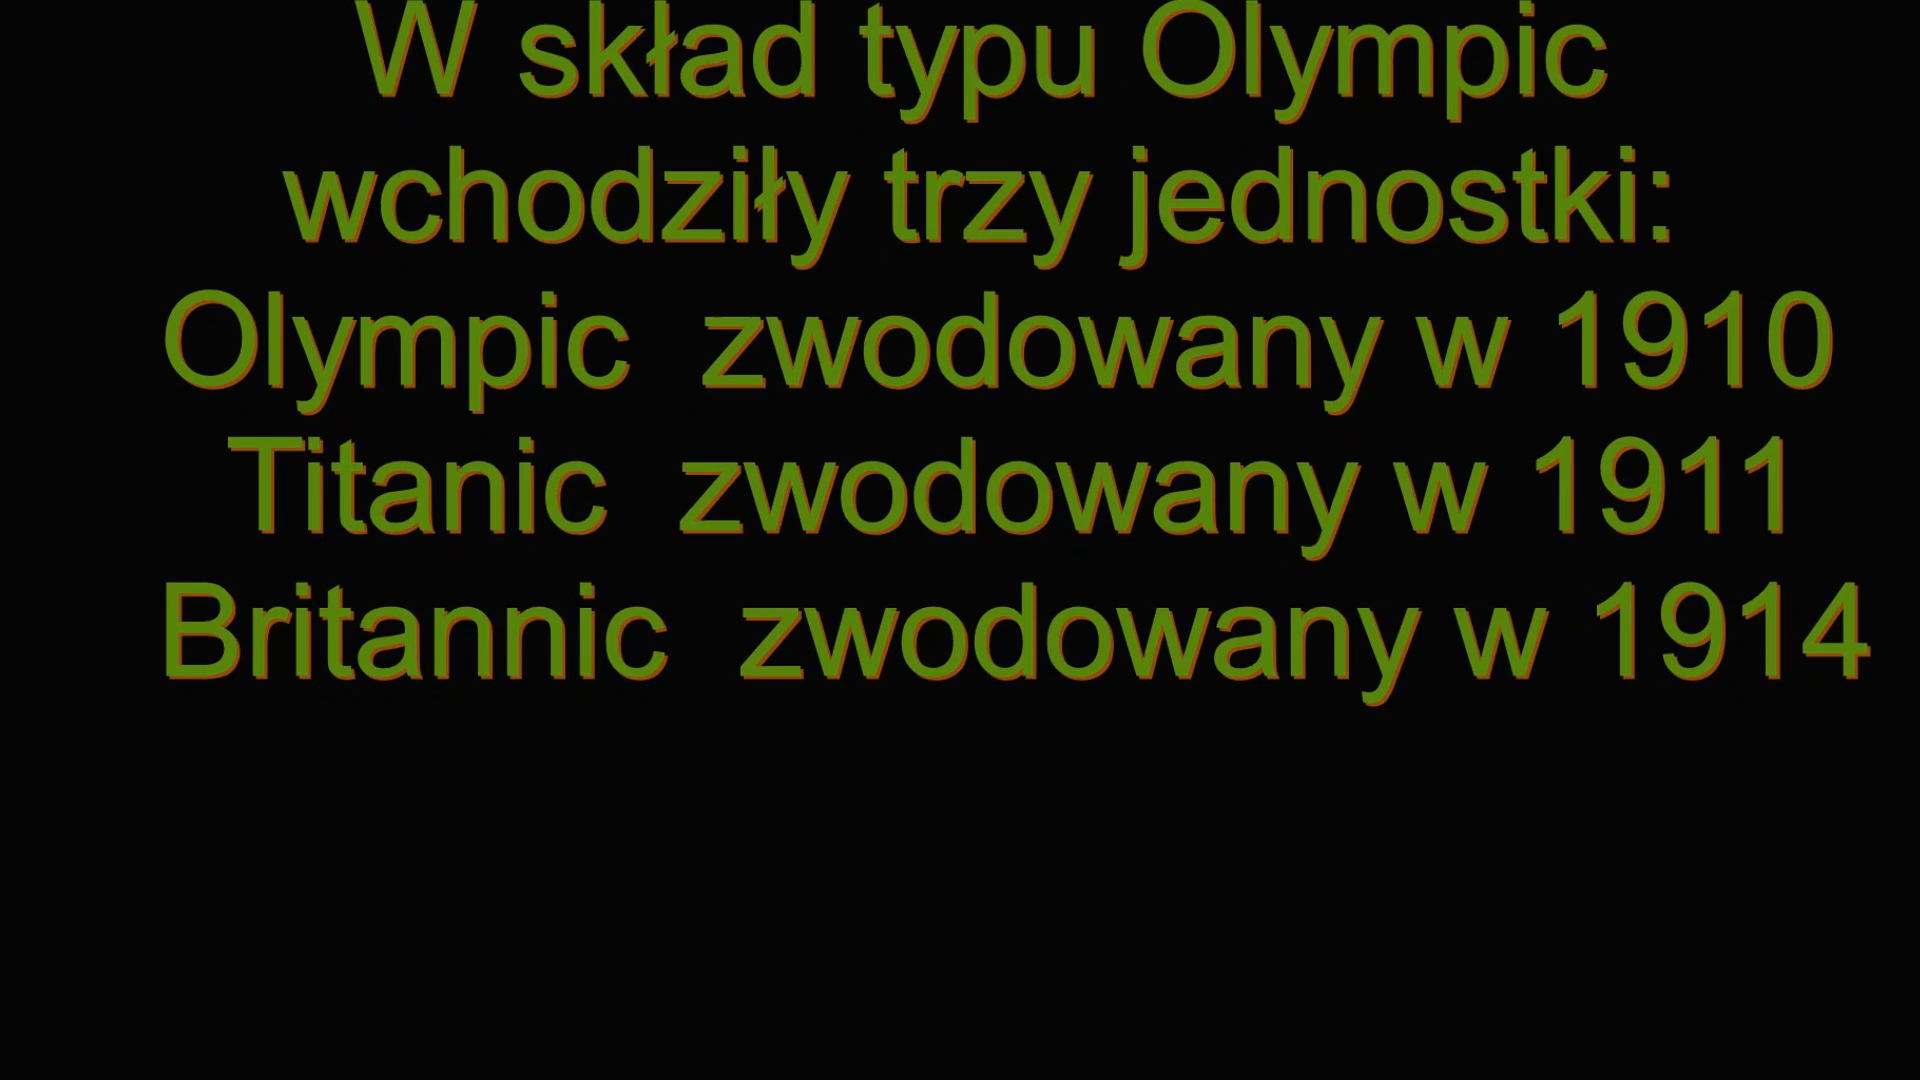 W skład typu Olympic
wchodziły trzy jednostki:
Olympic zwodowany w 1910
Titanic zwodowany w 1911
Britannic zwodowany w 1914